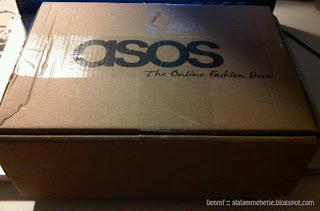 asos
The Online Fashion Store
lienmf :: alalammehetie.blogspot.com